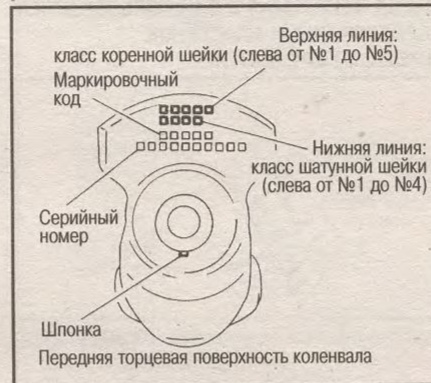 Верхняя линия:
класс коренной шейки (слева от №1 до №5)
Маркировочный
код
Нижняя линия:
класс шатунной шейки
(слева от №1 до №4)
Серийный
номер
Шпонка
Передняя торцевая поверхность коленвала